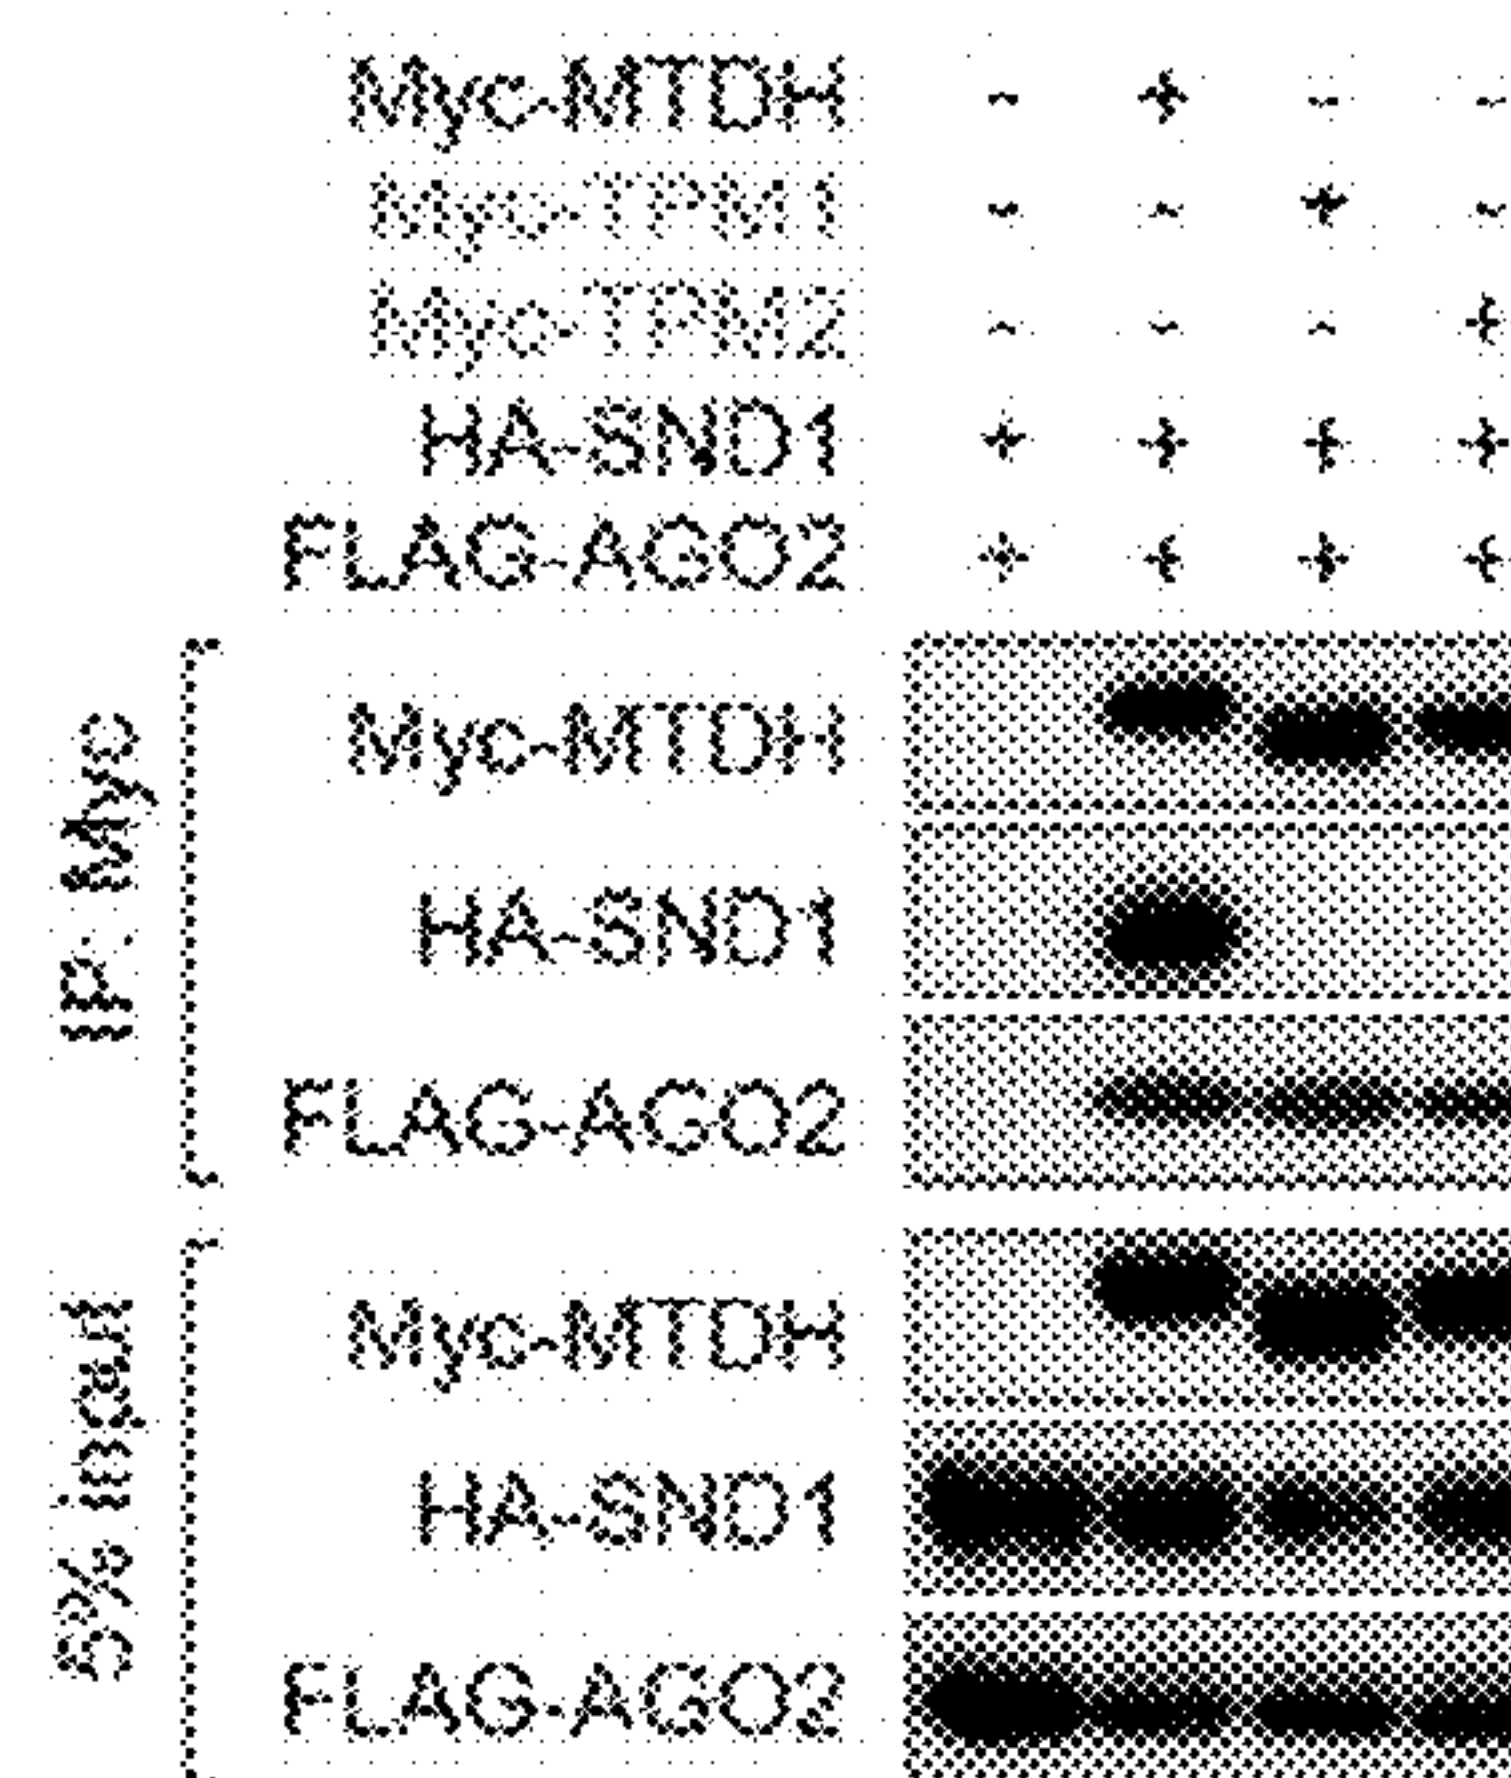 Myc-MTDH - + - -
Myc-TPM1 - - + -
Myc-TPM2 - - - +
HA-SND1 + + + +
FLAG-AGO2 + + + +
IP: Myc
Myc-MTDH
HA-SND1
FLAG-AGO2
5% input
Myc-MTDH
HA-SND1
FLAG-AGO2